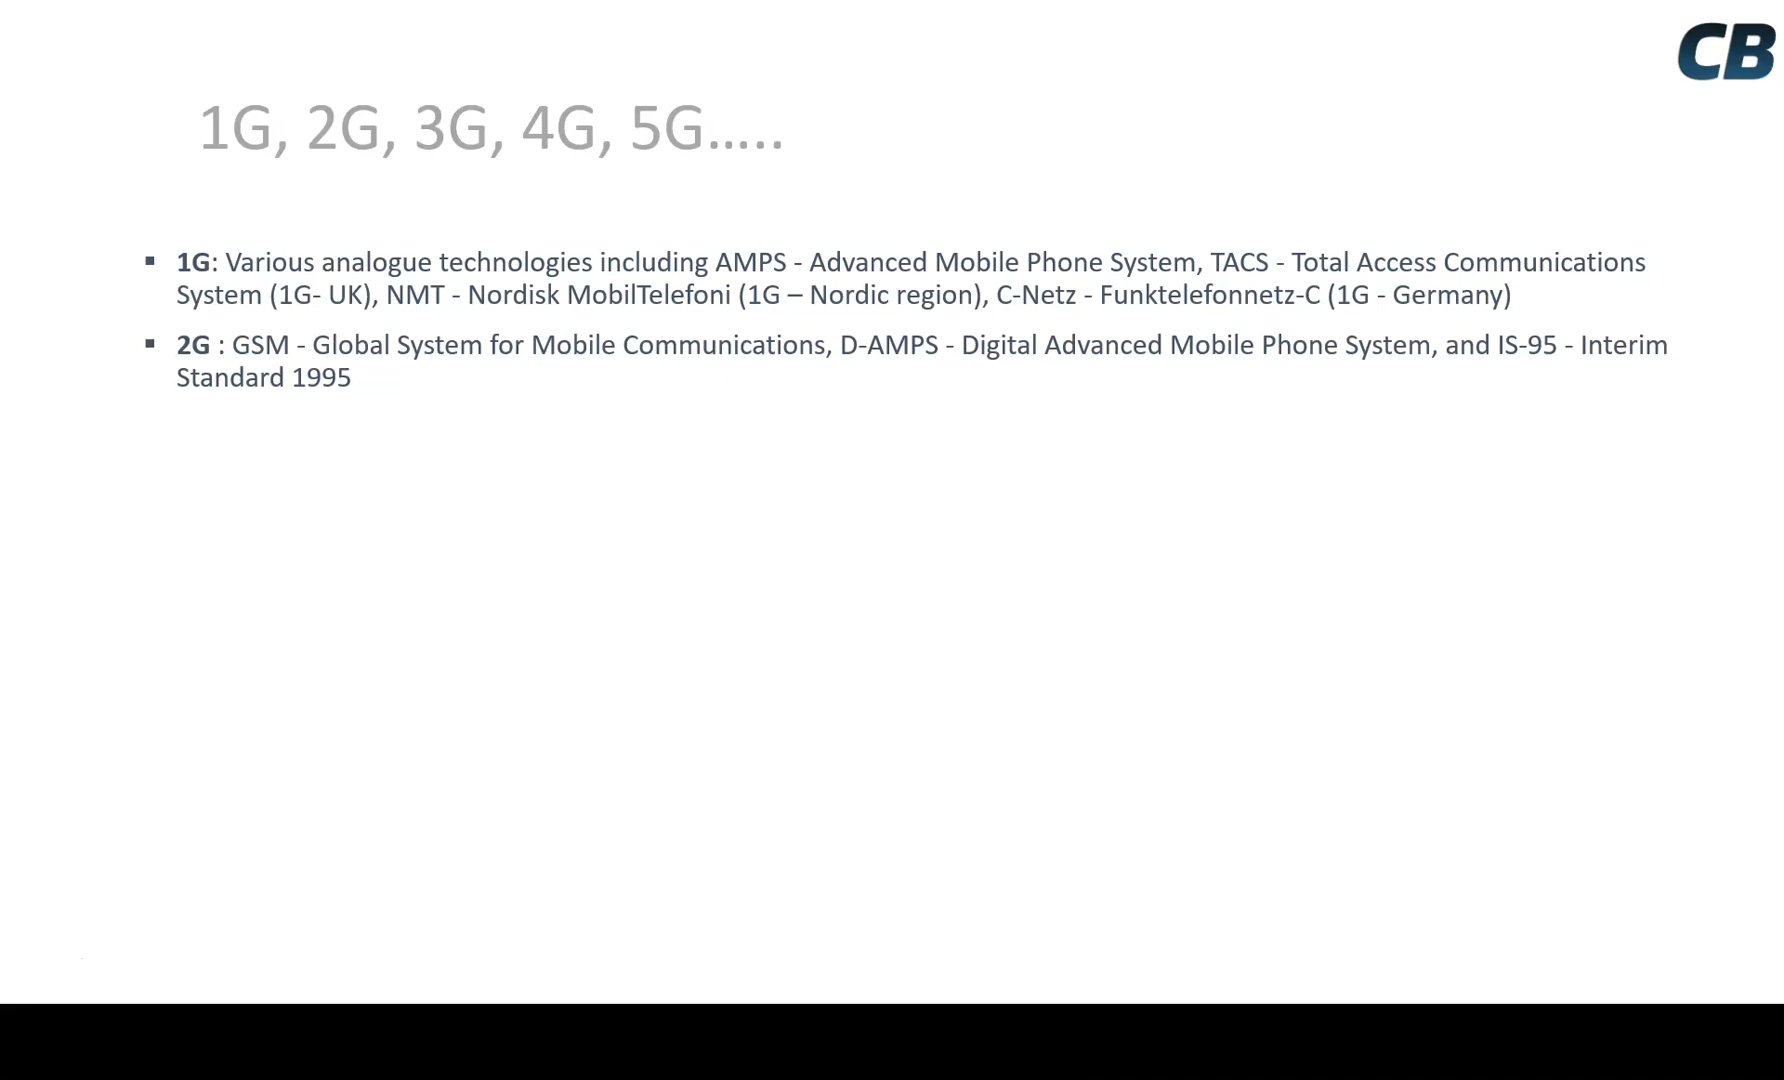 CB
1G, 2G, 3G, 4G, 5G.....
▪ 1G: Various analogue technologies including AMPS - Advanced Mobile Phone System, TACS - Total Access Communications
System (1G- UK), NMT - Nordisk MobilTelefoni (1G – Nordic region), C-Netz - Funktelefonnetz-C (1G - Germany)
▪ 2G : GSM - Global System for Mobile Communications, D-AMPS - Digital Advanced Mobile Phone System, and IS-95 - Interim
Standard 1995